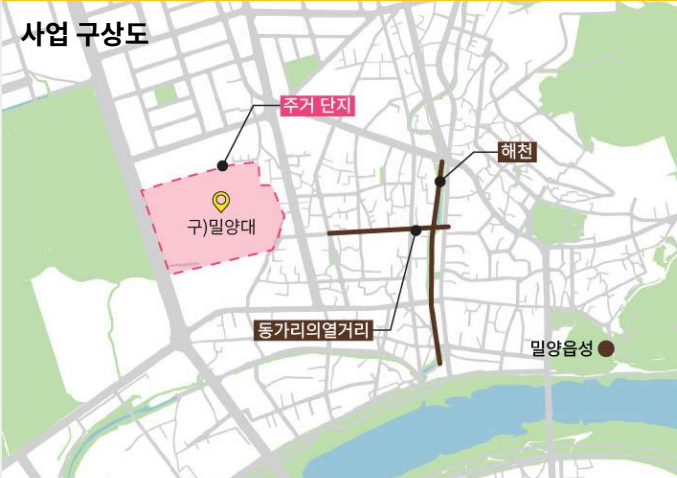 사업 구상도
주거 단지
해천
구)밀양대
동가리의열거리
밀양읍성